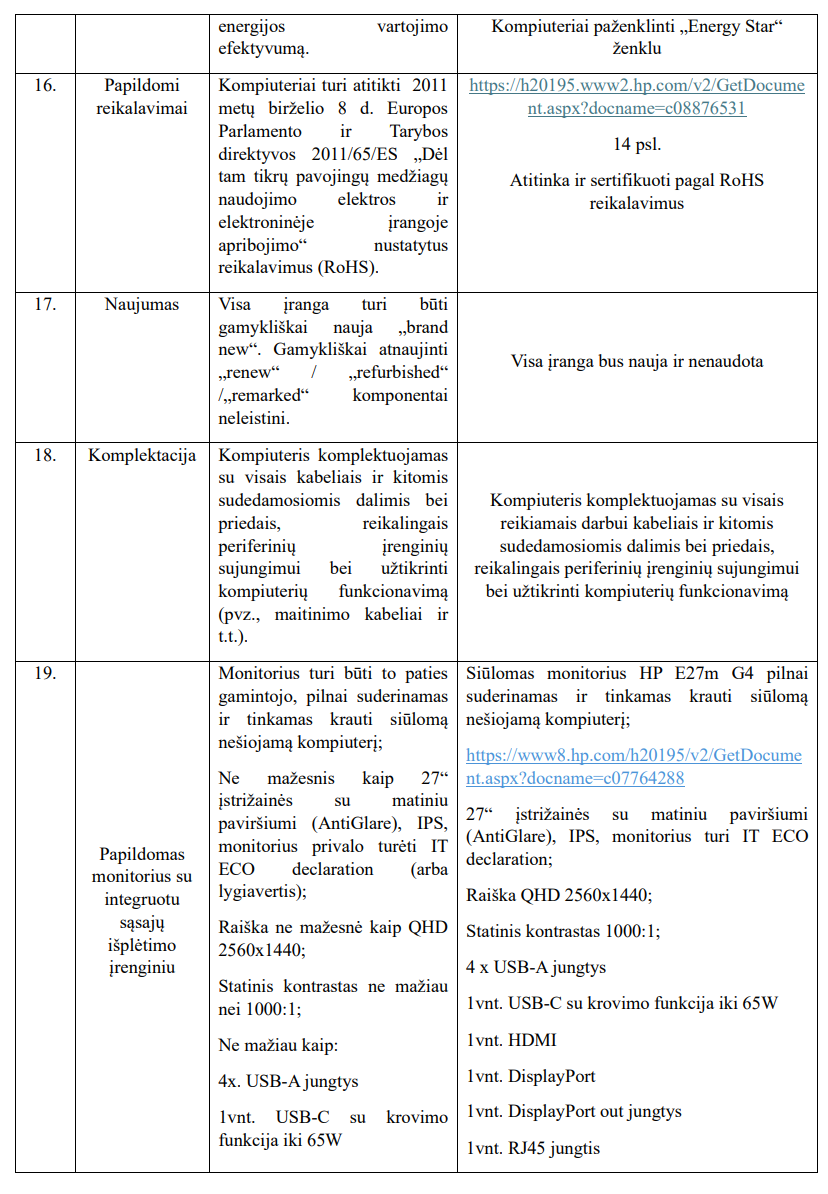 energijos vartojimo
efektyvumą.
Kompiuteriai paženklinti „Energy Star“
ženklu
16.
Papildomi
reikalavimai
Kompiuteriai turi atitikti 2011
metų birželio 8 d. Europos
Parlamento ir Tarybos
direktyvos 2011/65/ES „Dėl
tam tikrų pavojingų medžiagų
naudojimo elektros ir
elektroninėje įrangoje
apribojimo“ nustatytus
reikalavimus (RoHS).
https://h20195.www2.hp.com/v2/GetDocume
nt.aspx?docname=c08876531
14 psl.
Atitinka ir sertifikuoti pagal RoHS
reikalavimus
17.
Naujumas
Visa įranga turi būti
gamykliškai nauja „brand
new“. Gamykliškai atnaujinti
„renew“ / „refurbished“
/„remarked“ komponentai
neleistini.
Visa įranga bus nauja ir nenaudota
18.
Komplektacija
Kompiuteris komplektuojamas
su visais kabeliais ir kitomis
sudedamosiomis dalimis bei
priedais, reikalingais
periferinių įrenginių
sujungimui bei užtikrinti
kompiuterių funkcionavimą
(pvz., maitinimo kabeliai ir
t.t.).
Kompiuteris komplektuojamas su visais
reikiamais darbui kabeliais ir kitomis
sudedamosiomis dalimis bei priedais,
reikalingais periferinių įrenginių sujungimui
bei užtikrinti kompiuterių funkcionavimą
19.
Papildomas
monitorius su
integruotu
sąsajų
išplėtimo
įrenginiu
Monitorius turi būti to paties
gamintojo, pilnai suderinamas
ir tinkamas krauti siūlomą
nešiojamą kompiuterį;
Ne mažesnis kaip 27“
įstrižainės su matiniu
paviršiumi (AntiGlare), IPS,
monitorius privalo turėti IT
ECO declaration (arba
lygiavertis);
Raiška ne mažesnė kaip QHD
2560x1440;
Statinis kontrastas ne mažiau
nei 1000:1;
Ne mažiau kaip:
4x. USB-A jungtys
1vnt. USB-C su krovimo
funkcija iki 65W
Siūlomas monitorius HP E27m G4 pilnai
suderinamas ir tinkamas krauti siūlomą
nešiojamą kompiuterį;
https://www8.hp.com/h20195/v2/GetDocume
nt.aspx?docname=c07764288
27“ įstrižainės su matiniu paviršiumi
(AntiGlare), IPS, monitorius turi IT ECO
declaration;
Raiška QHD 2560x1440;
Statinis kontrastas 1000:1;
4 x USB-A jungtys
1vnt. USB-C su krovimo funkcija iki 65W
1vnt. HDMI
1vnt. DisplayPort
1vnt. DisplayPort out jungtys
1vnt. RJ45 jungtis